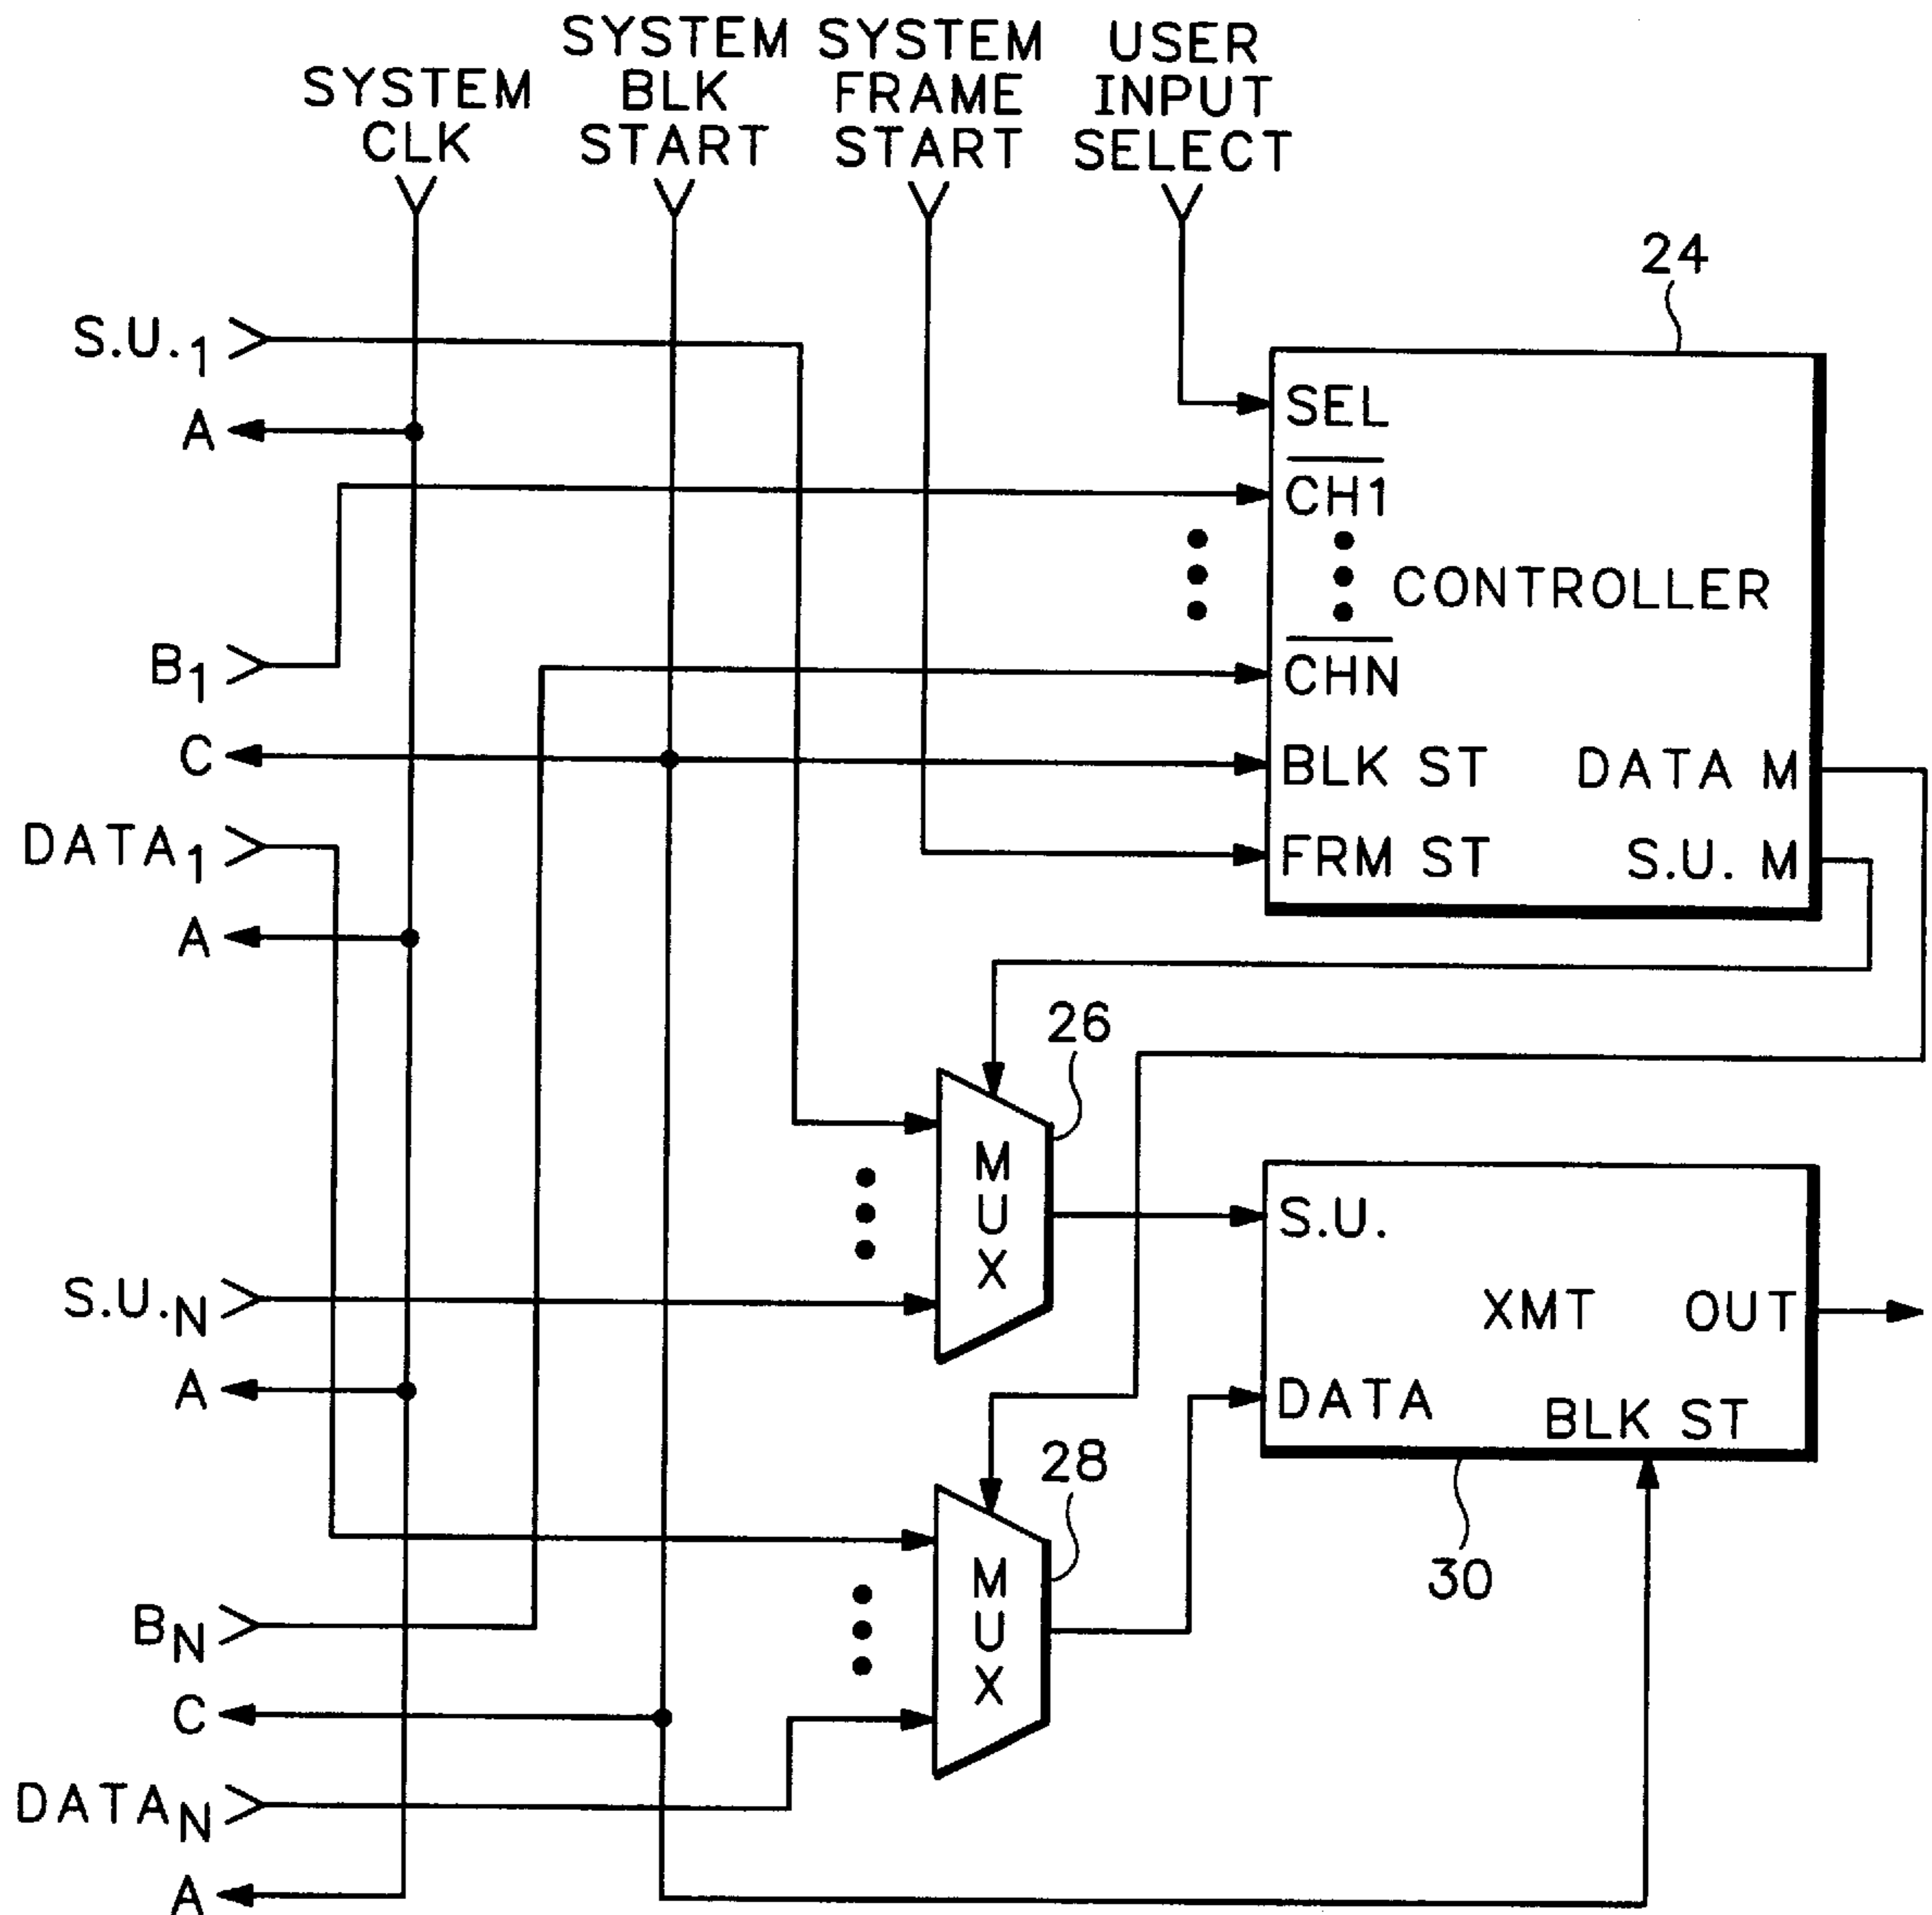 SYSTEM
CLK
SYSTEM
BLK
START
SYSTEM
FRAME
START
USER
INPUT
SELECT
24
S.U.1
A
B1
C
DATA1
A
S.U.N
A
BN
C
DATAN
A
SEL
CH1
CONTROLLER
CHN
BLK ST
DATA M
FRM ST
S.U. M
26
MUX
S.U.
XMT
OUT
DATA
BLK ST
28
MUX
30